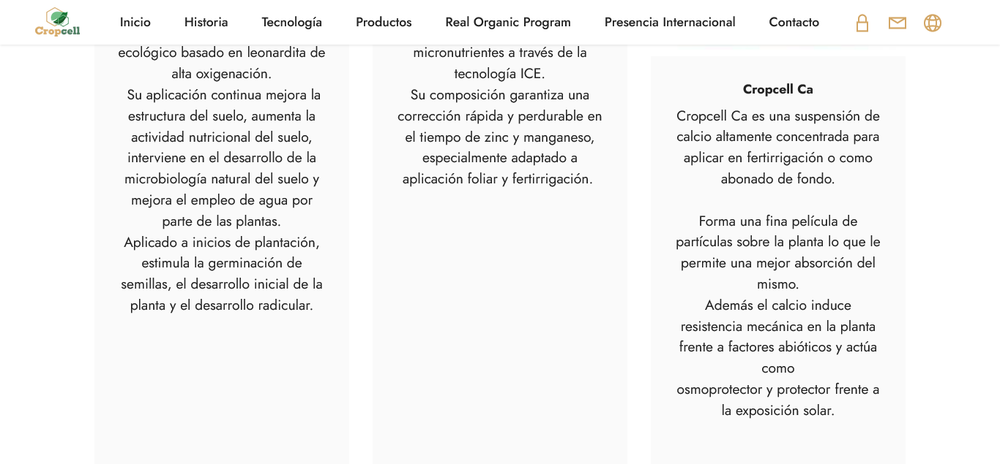 Cropcell
Inicio
Historia
Tecnología
Productos
Real Organic Program
Presencia Internacional
Contacto
ecológico basado en leonardita de
alta oxigenación.
Su aplicación continua mejora la
estructura del suelo, aumenta la
actividad nutricional del suelo,
interviene en el desarrollo de la
microbiología natural del suelo y
mejora el empleo de agua por
parte de las plantas.
Aplicado a inicios de plantación,
estimula la germinación de
semillas, el desarrollo inicial de la
planta y el desarrollo radicular.
micronutrientes a través de la
tecnología ICE.
Su composición garantiza una
corrección rápida y perdurable en
el tiempo de zinc y manganeso,
especialmente adaptado a
aplicación foliar y fertirrigación.
Cropcell Ca
Cropcell Ca es una suspensión de
calcio altamente concentrada para
aplicar en fertirrigación o como
abonado de fondo.
Forma una fina película de
partículas sobre la planta lo que le
permite una mejor absorción del
mismo.
Además el calcio induce
resistencia mecánica en la planta
frente a factores abióticos y actúa
como
osmoprotector y protector frente a
la exposición solar.